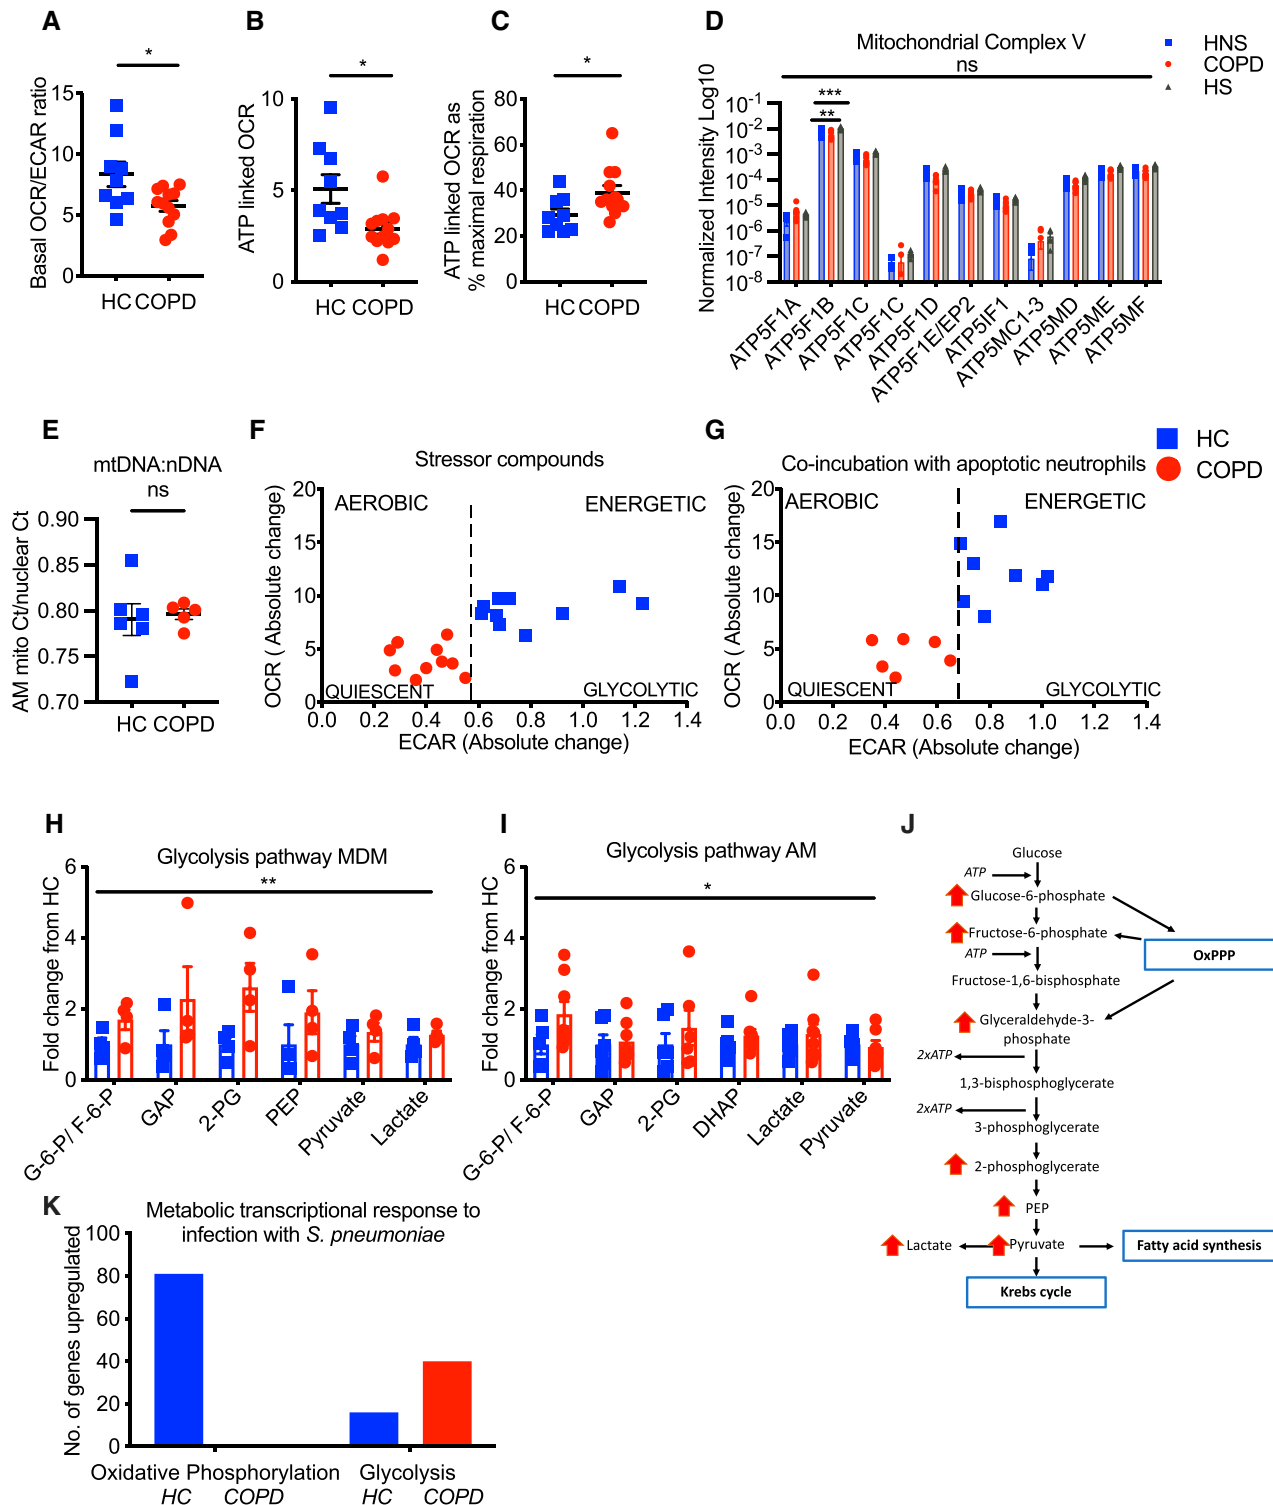 A
*
Basal OCR/ECAR ratio
15
10
5
0
HC COPD
B
*
ATP linked OCR
10
5
0
HC COPD
C
*
ATP linked OCR as
% maximal respiration
80
60
40
20
0
HC COPD
D
Mitochondrial Complex V
ns
***
**
HNS
COPD
HS
Normalized Intensity Log10
10-1
10-2
10-3
10-4
10-5
10-6
10-7
10-8
ATP5F1A
ATP5F1B
ATP5F1C
ATP5F1C
ATP5F1D
ATP5F1E/EP2
ATP5IF1
ATP5MC1-3
ATP5MD
ATP5ME
ATP5MF
E
mtDNA:nDNA
ns
AM mito Ct/nuclear Ct
0.90
0.85
0.80
0.75
0.70
HC COPD
F
Stressor compounds
OCR ( Absolute change)
20
15
10
5
0
AEROBIC
ENERGETIC
QUIESCENT
GLYCOLYTIC
0.0 0.2 0.4 0.6 0.8 1.0 1.2 1.4
ECAR (Absolute change)
G
Co-incubation with apoptotic neutrophils
HC
COPD
OCR ( Absolute change)
20
15
10
5
0
AEROBIC
ENERGETIC
QUIESCENT
GLYCOLYTIC
0.0 0.2 0.4 0.6 0.8 1.0 1.2 1.4
ECAR (Absolute change)
H
Glycolysis pathway MDM
**
Fold change from HC
6
4
2
0
G-6-P/ F-6-P
GAP
2-PG
PEP
Pyruvate
Lactate
I
Glycolysis pathway AM
*
Fold change from HC
6
4
2
0
G-6-P/ F-6-P
GAP
2-PG
DHAP
Lactate
Pyruvate
J
Glucose
ATP
Glucose-6-phosphate
Fructose-6-phosphate
OxPPP
ATP
Fructose-1,6-bisphosphate
Glyceraldehyde-3-
phosphate
2xATP
1,3-bisphosphoglycerate
2xATP
3-phosphoglycerate
2-phosphoglycerate
PEP
Lactate
Pyruvate
Fatty acid synthesis
Krebs cycle
K
Metabolic transcriptional response to
infection with S. pneumoniae
No. of genes upregulated
100
80
60
40
20
0
Oxidative Phosphorylation
Glycolysis
HC COPD HC COPD